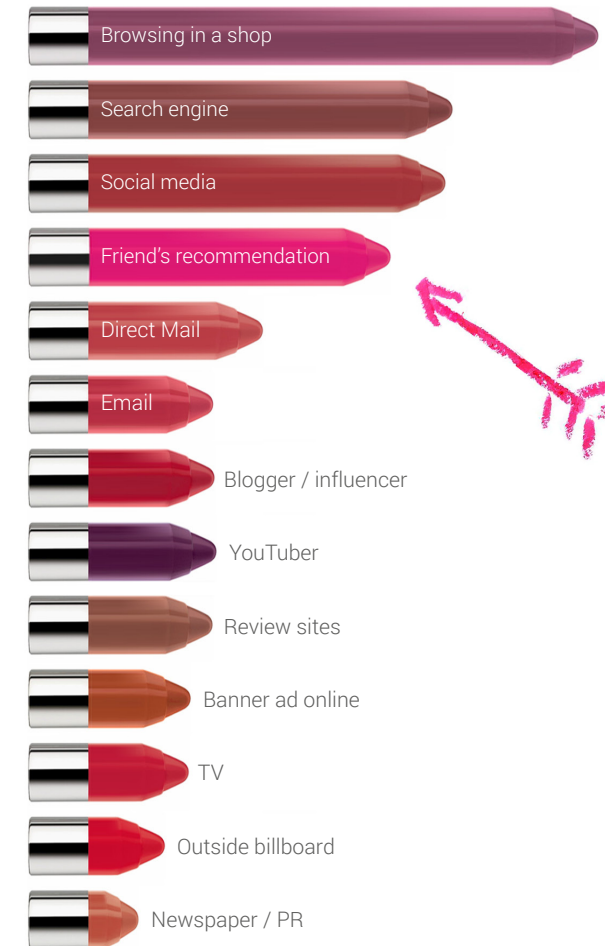 Browsing in a shop
Search engine
Social media
Friend's recommendation
Direct Mail
Email
Blogger / influencer
YouTuber
Review sites
Banner ad online
TV
Outside billboard
Newspaper / PR